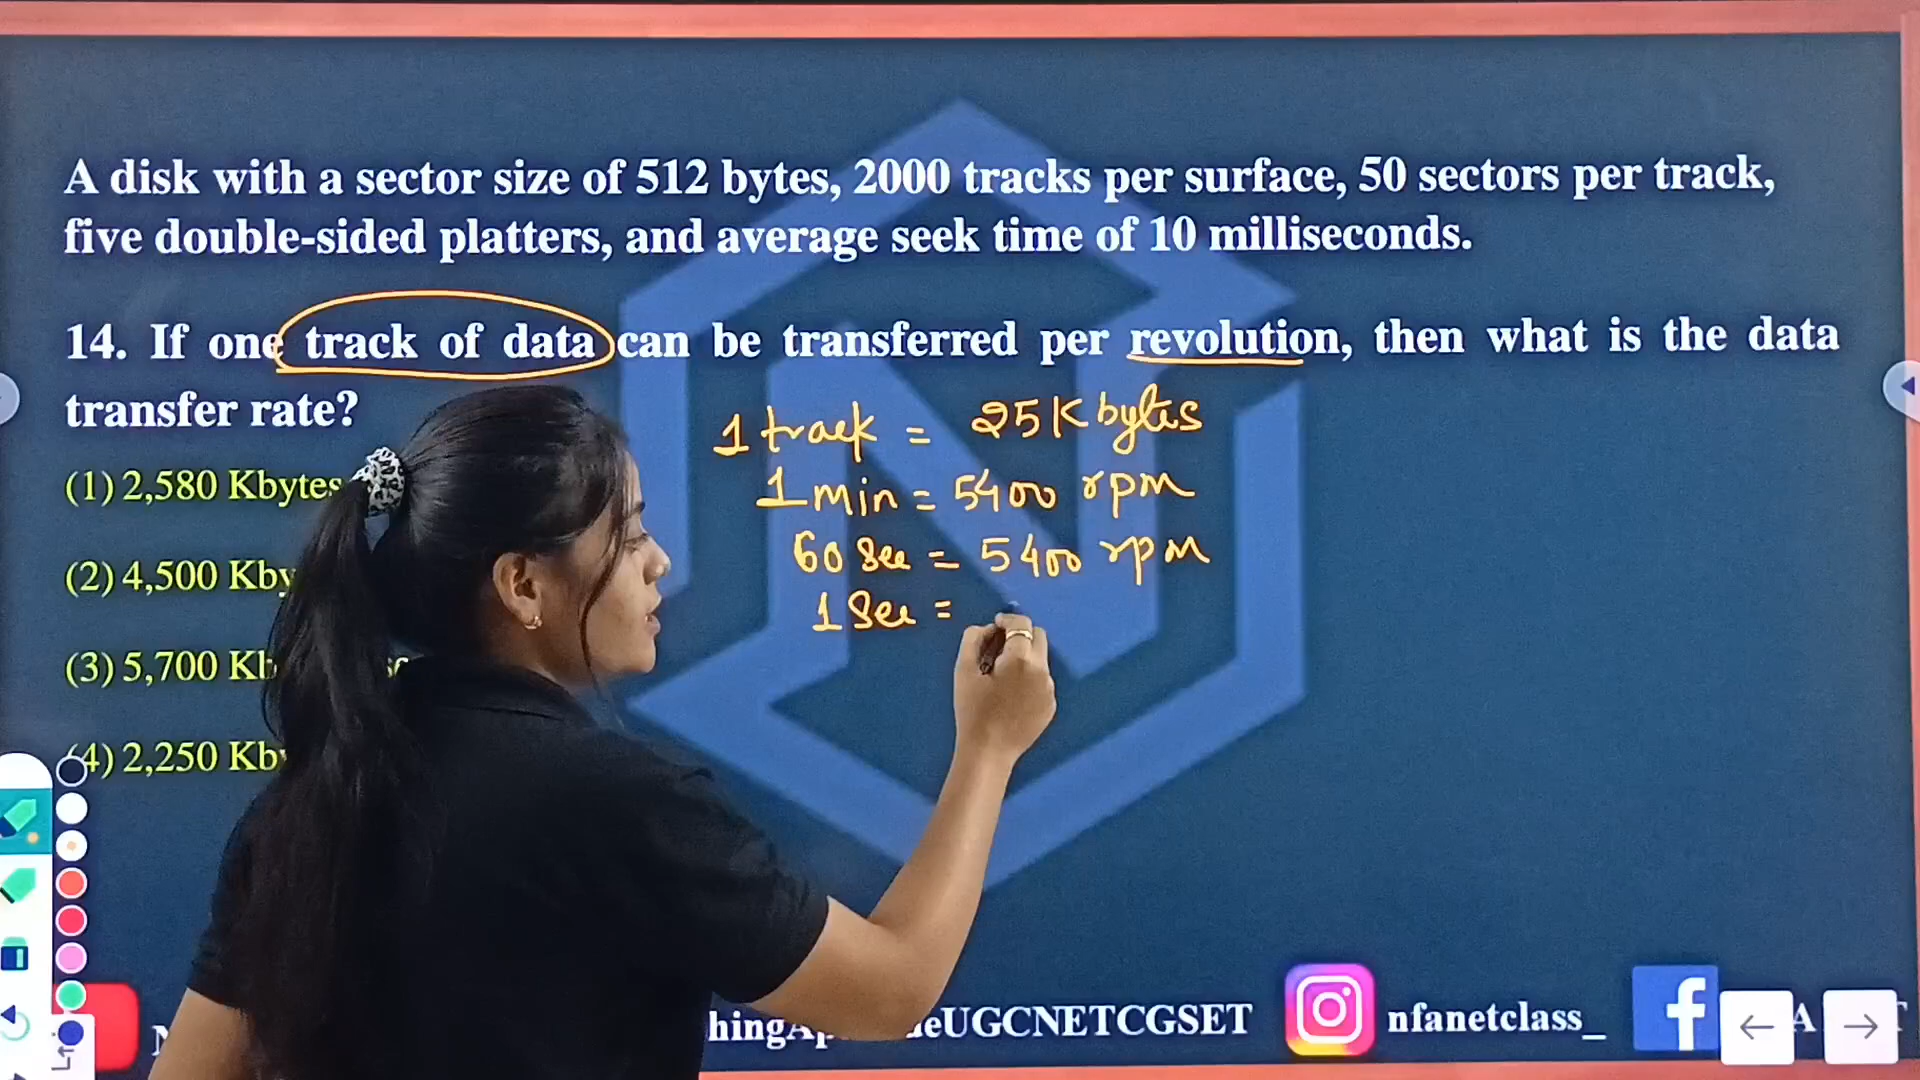 A disk with a sector size of 512 bytes, 2000 tracks per surface, 50 sectors per track,
five double-sided platters, and average seek time of 10 milliseconds.
14. If one track of data can be transferred per revolution, then what is the data
transfer rate?
1 track = 25K bytes
(1) 2,580 Kbytes
1 min = 5400 rpm
60 Sec = 5400 rpm
(2) 4,500 Kby
1 Sec =
(3) 5,700 Kb
(4) 2,250 Kby
UGCNETCGSET
nfanetclass_